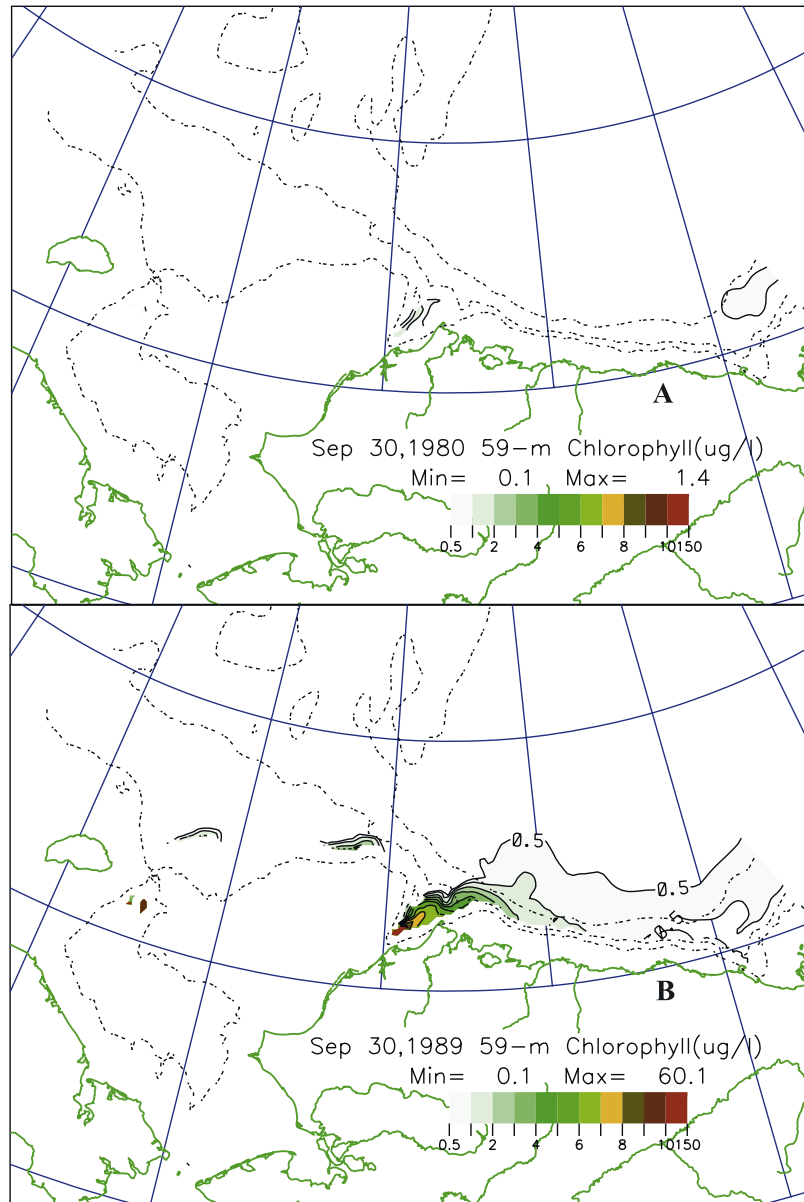 A
Sep 30,1980 59-m Chlorophyll(ug/l)
Min= 0.1 Max= 1.4
0.5 2 4 6 8 10150
0.5
0.5
0.5
B
Sep 30,1989 59-m Chlorophyll(ug/l)
Min= 0.1 Max= 60.1
0.5 2 4 6 8 10150